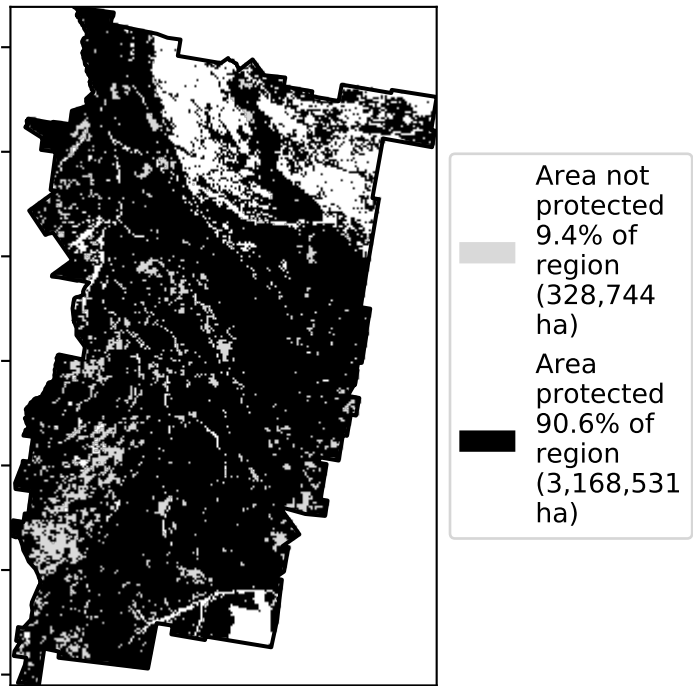 Area not
protected
9.4% of
region
(328,744
ha)
Area
protected
90.6% of
region
(3,168,531
ha)